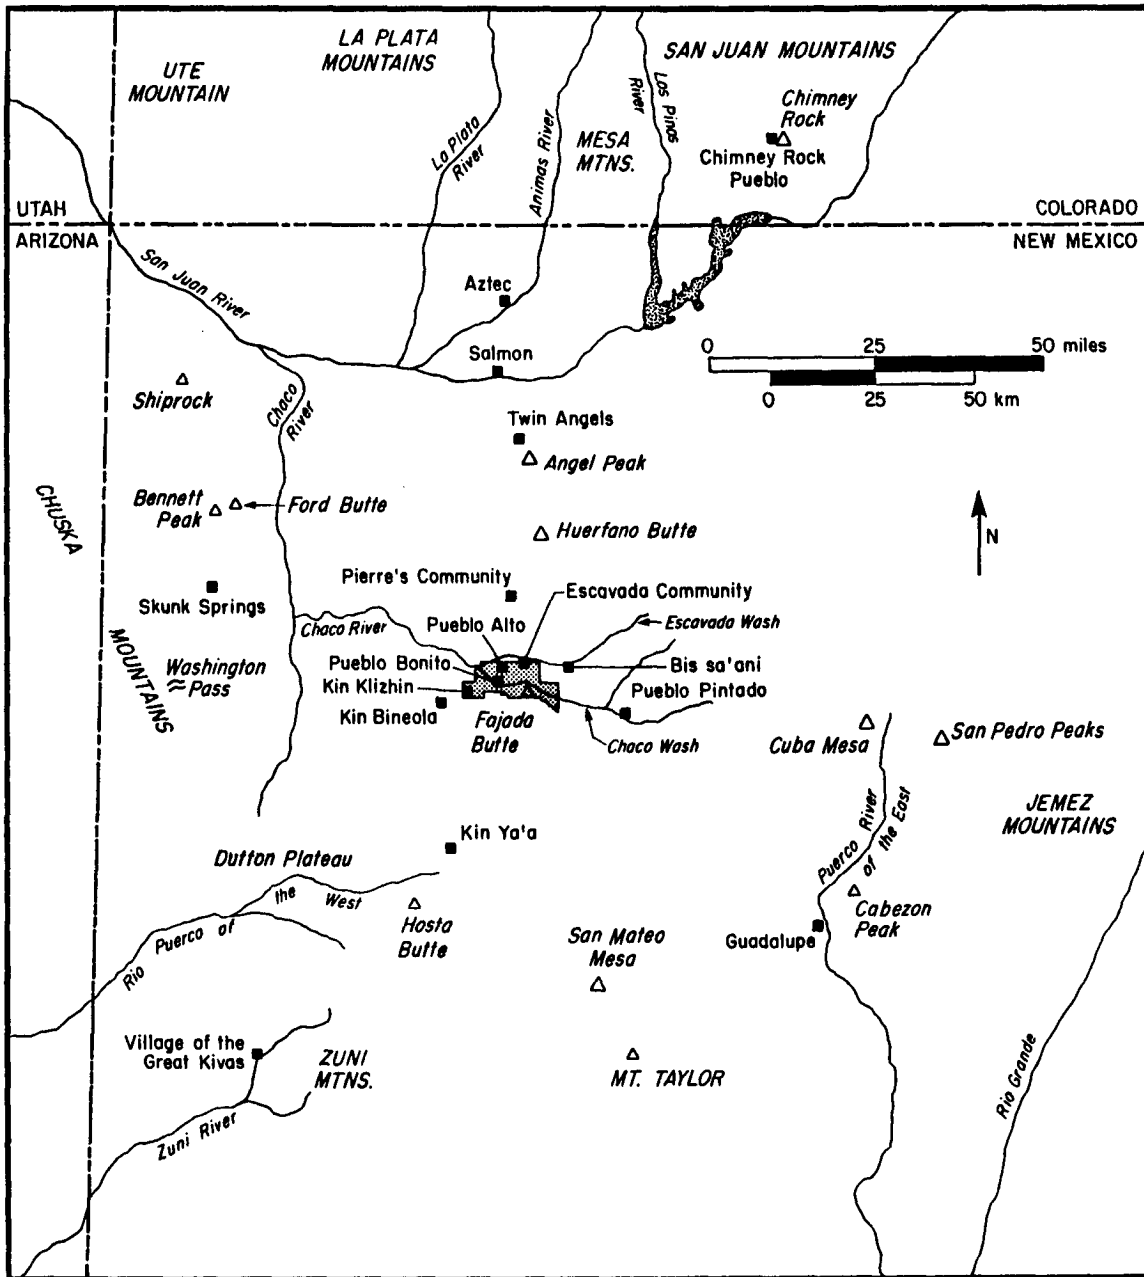 LA PLATA
MOUNTAINS
SAN JUAN MOUNTAINS
UTE
MOUNTAIN
Los Pinos
River
Chimney
Rock
La Plata
River
Animas River
MESA
MTNS.
Chimney Rock
Pueblo
UTAH
COLORADO
ARIZONA
NEW MEXICO
San Juan River
Aztec
Salmon
0 25 50 miles
0 25 50 km
Shiprock
Chaco
River
Twin Angels
Angel Peak
CHUSKA
MOUNTAINS
Bennett
Peak
Ford Butte
Huerfano Butte
N
Pierre's Community
Escavada Community
Skunk Springs
Chaco River
Pueblo Alto
Escavada Wash
Washington
Pass
Pueblo Bonito
Bis sa'ani
Kin Klizhin
Pueblo Pintado
Kin Bineola
Fajada
Butte
Chaco Wash
Cuba Mesa
San Pedro Peaks
JEMEZ
MOUNTAINS
Puerco River
of the East
Kin Ya'a
Dutton Plateau
Rio Puerco of the West
Hosta
Butte
Cabezon
Peak
Guadalupe
San Mateo
Mesa
Village of the
Great Kivas
ZUNI
MTNS.
MT. TAYLOR
Rio Grande
Zuni River